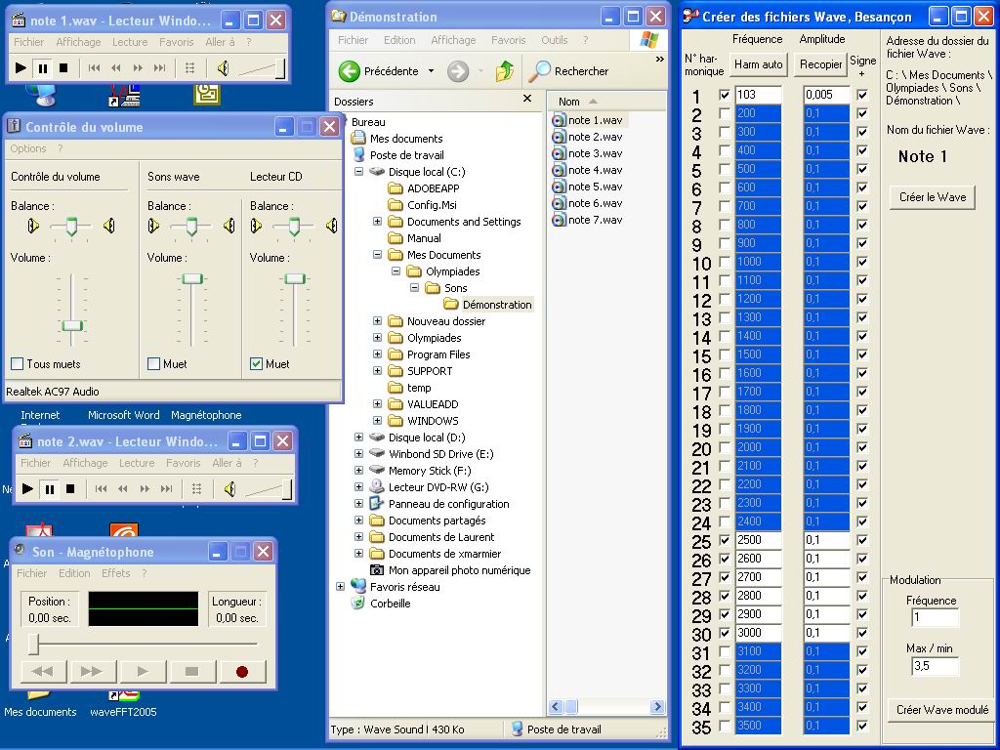 note 1.wav - Lecteur Windo...
Fichier Affichage Lecture Favoris Aller à ?
Contrôle du volume
Options ?
Contrôle du volume Sons wave Lecteur CD
Balance : Balance : Balance :
Volume : Volume : Volume :
Tous muets Muet Muet
Realtek AC97 Audio
Internet Microsoft Word Magnétophone
note 2.wav - Lecteur Windo...
Fichier Affichage Lecture Favoris Aller à ?
Son - Magnétophone
Fichier Edition Effets ?
Position : Longueur :
0,00 sec. 0,00 sec.
Mes documents waveFFT2005
Démonstration
Fichier Edition Affichage Favoris Outils ?
Précédente Rechercher
Dossiers
Bureau
Mes documents
Poste de travail
Disque local (C:)
ADOBEAPP
Config.Msi
Documents and Settings
Manual
Mes Documents
Olympiades
Sons
Démonstration
Nouveau dossier
Olympiades
Program Files
SUPPORT
temp
VALUEADD
WINDOWS
Disque local (D:)
Winbond SD Drive (E:)
Memory Stick (F:)
Lecteur DVD-RW (G:)
Panneau de configuration
Documents partagés
Documents de Laurent
Documents de xmarmier
Mon appareil photo numérique
Favoris réseau
Corbeille
Nom
note 1.wav
note 2.wav
note 3.wav
note 4.wav
note 5.wav
note 6.wav
note 7.wav
Type : Wave Sound 430 Ko Poste de travail
Créer des fichiers Wave, Besançon
Fréquence Amplitude
N° har-
monique Harm auto Recopier Signe
+
1 103 0,005
2 200 0,1
3 300 0,1
4 400 0,1
5 500 0,1
6 600 0,1
7 700 0,1
8 800 0,1
9 900 0,1
10 1000 0,1
11 1100 0,1
12 1200 0,1
13 1300 0,1
14 1400 0,1
15 1500 0,1
16 1600 0,1
17 1700 0,1
18 1800 0,1
19 1900 0,1
20 2000 0,1
21 2100 0,1
22 2200 0,1
23 2300 0,1
24 2400 0,1
25 2500 0,1
26 2600 0,1
27 2700 0,1
28 2800 0,1
29 2900 0,1
30 3000 0,1
31 3100 0,1
32 3200 0,1
33 3300 0,1
34 3400 0,1
35 3500 0,1
Adresse du dossier du
fichier Wave :
C : \ Mes Documents \
Olympiades \ Sons \
Démonstration \
Nom du fichier Wave :
Note 1
Créer le Wave
Modulation
Fréquence
1
Max / min
3,5
Créer Wave modulé